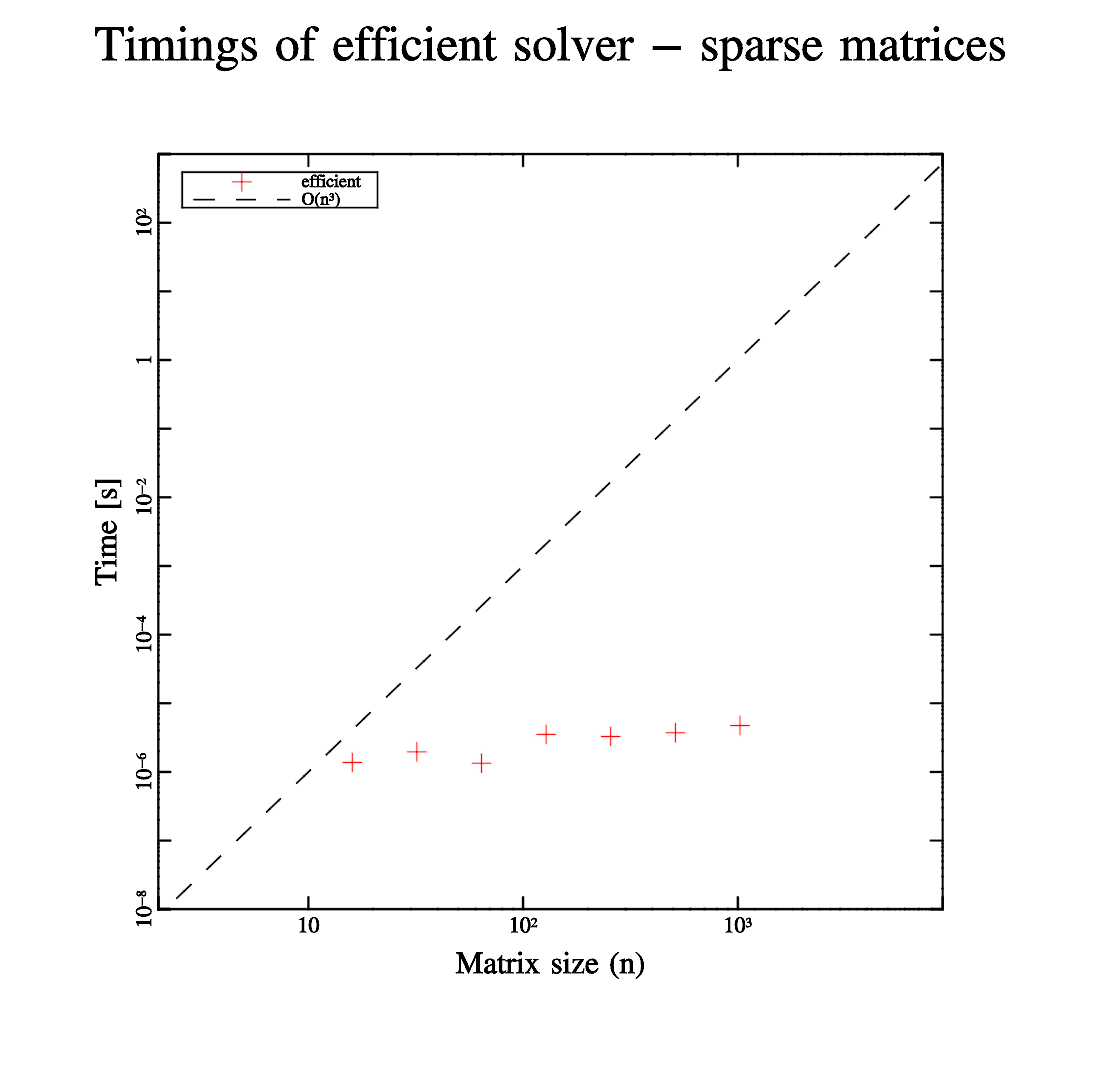 Timings of efficient solver – sparse matrices
efficient
O(n³)
10²
1
10⁻²
10⁻⁴
10⁻⁶
10⁻⁸
Time [s]
10
10²
10³
Matrix size (n)